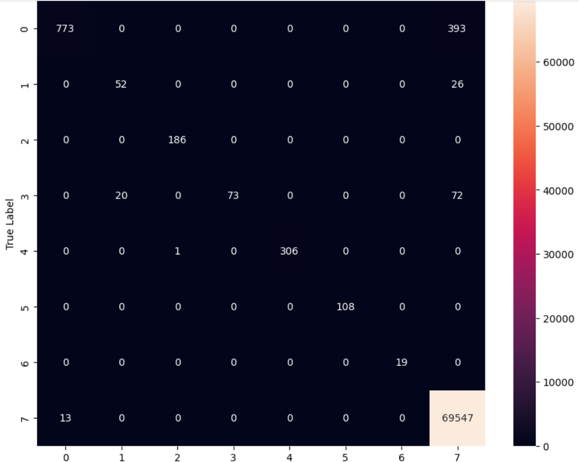 0 773 0 0 0 0 0 0 393
1 0 52 0 0 0 0 0 26
2 0 0 186 0 0 0 0 0
3 0 20 0 73 0 0 0 72
4 0 0 1 0 306 0 0 0
5 0 0 0 0 0 108 0 0
6 0 0 0 0 0 0 19 0
7 13 0 0 0 0 0 0 69547
0 1 2 3 4 5 6 7
True Label
60000
50000
40000
30000
20000
10000
0